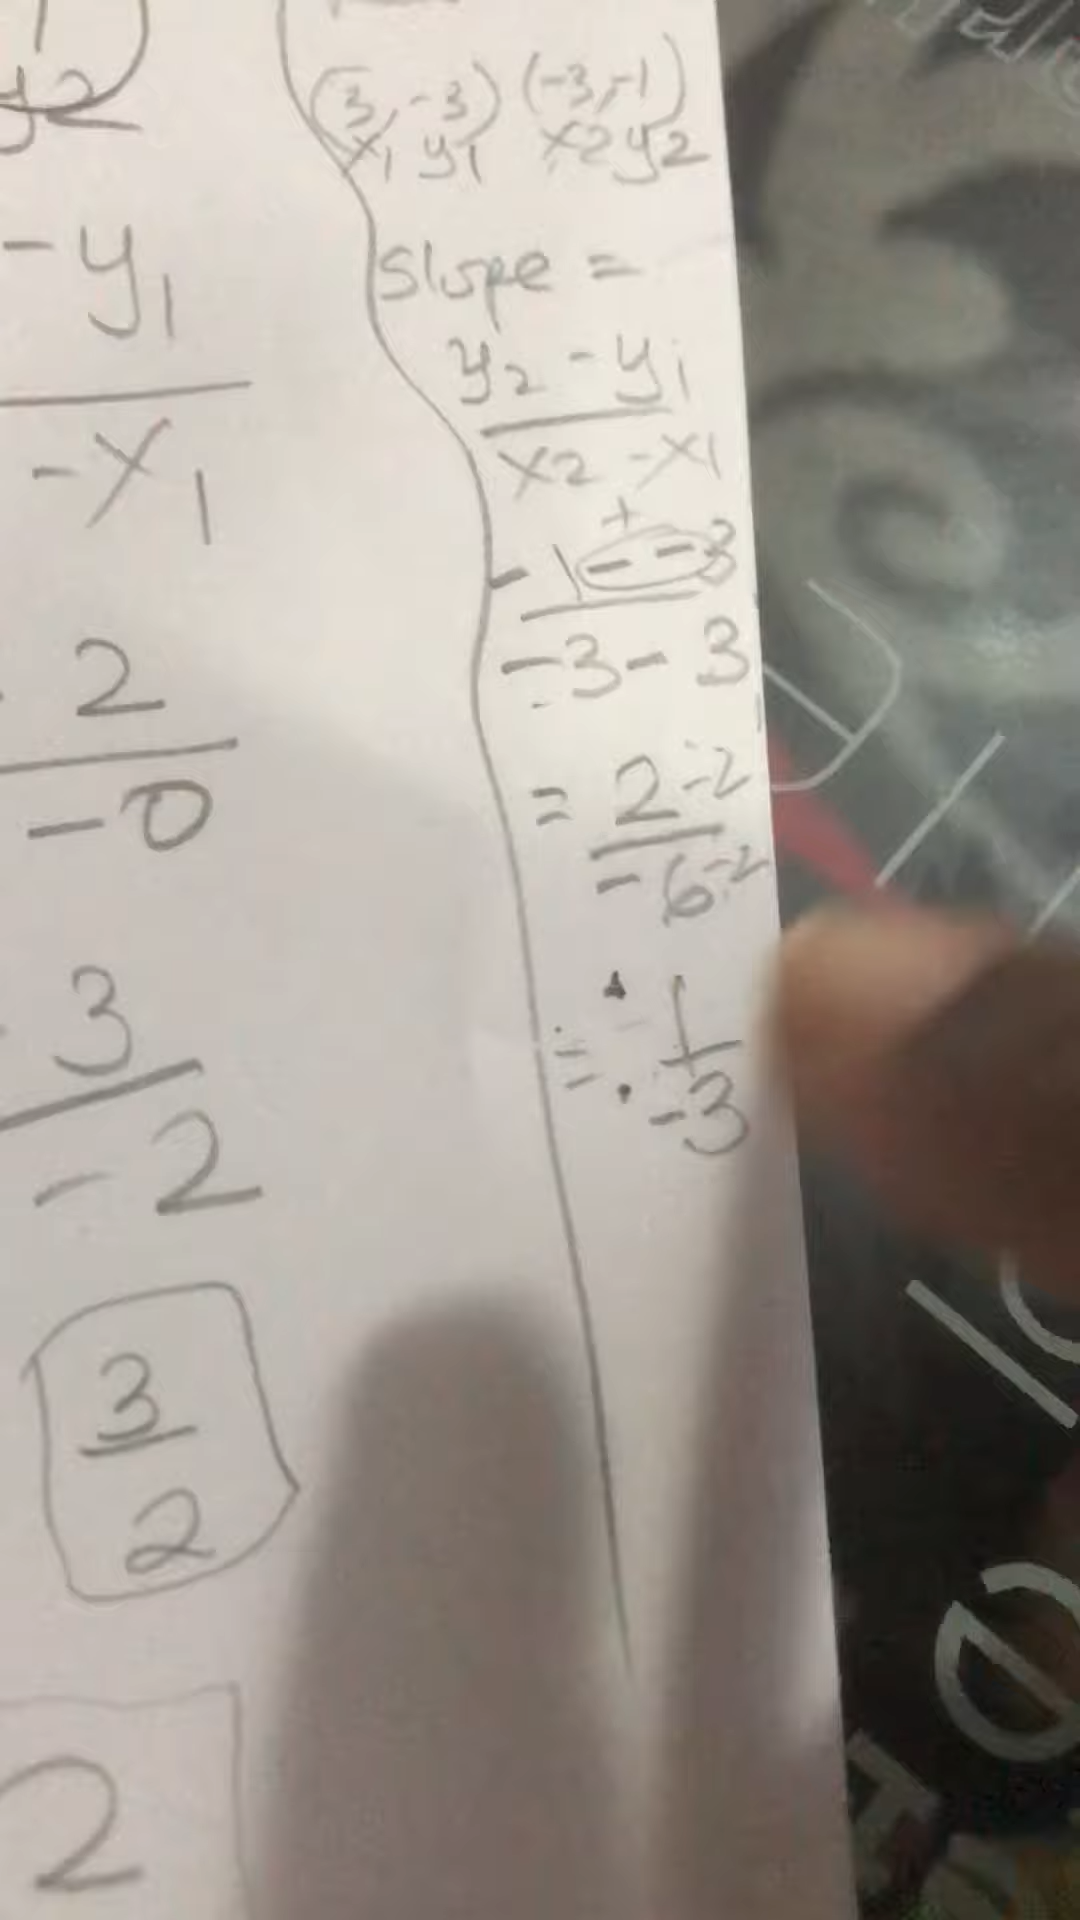 y2
- y1
- x1
2
-0
3
- 2
3
2
2
(3, -3) (-3, -1)
x1 y1 x2 y2
Slope =
y2 - y1
x2 - x1
+
-1 - -3
-3 - 3
= 2 ÷2
-6 ÷2
= 1
-3